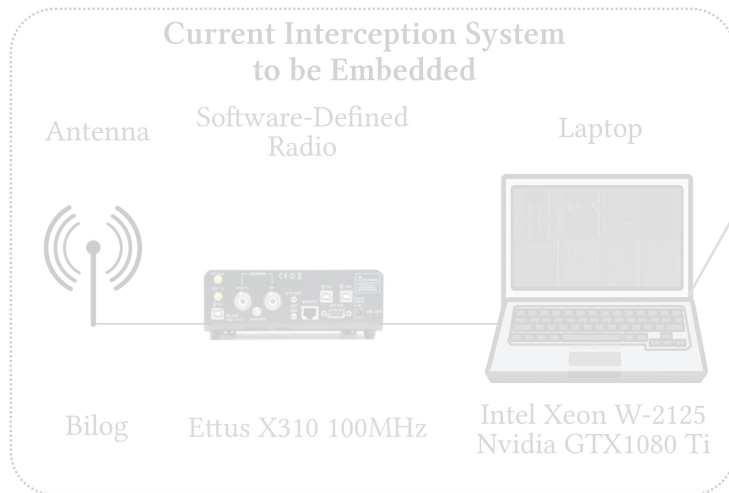 Current Interception System
to be Embedded
Antenna
Software-Defined
Radio
Laptop
Bilog
Ettus X310 100MHz
Intel Xeon W-2125
Nvidia GTX1080 Ti